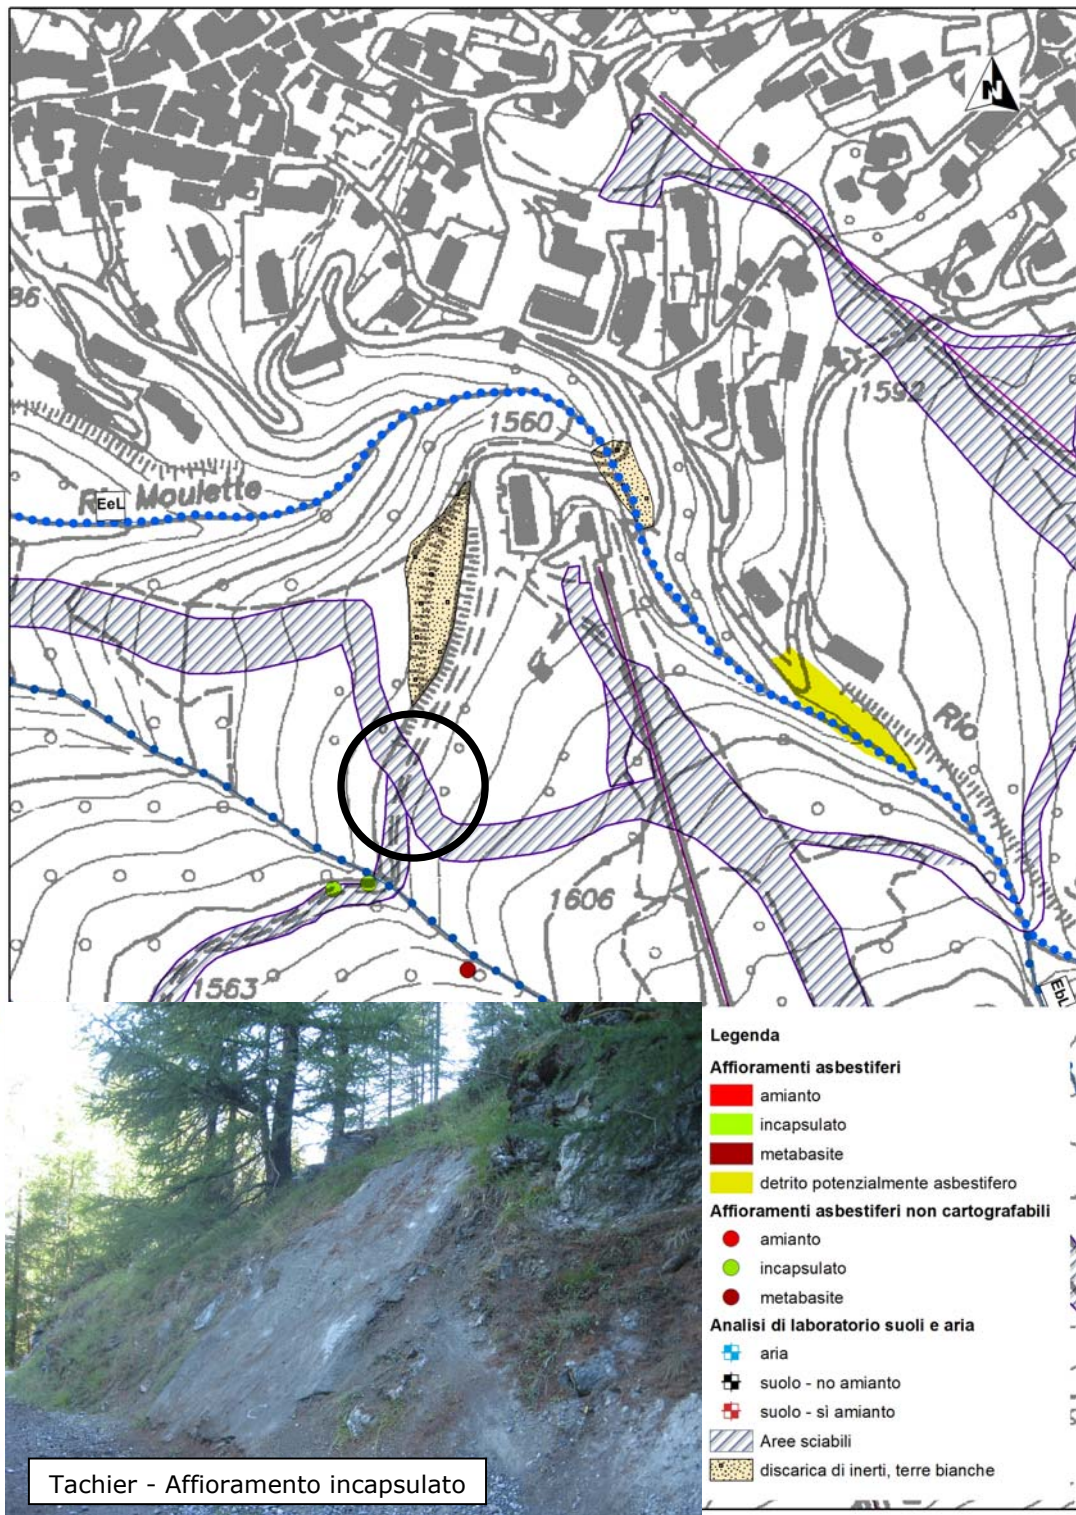 N
86
1592
1560
Rio Moulette
EeL
Rio
1606
1563
EbL
Legenda
Affioramenti asbestiferi
amianto
incapsulato
metabasite
detrito potenzialmente asbestifero
Affioramenti asbestiferi non cartografabili
amianto
incapsulato
metabasite
Analisi di laboratorio suoli e aria
aria
suolo - no amianto
suolo - sì amianto
Aree sciabili
discarica di inerti, terre bianche
Tachier - Affioramento incapsulato